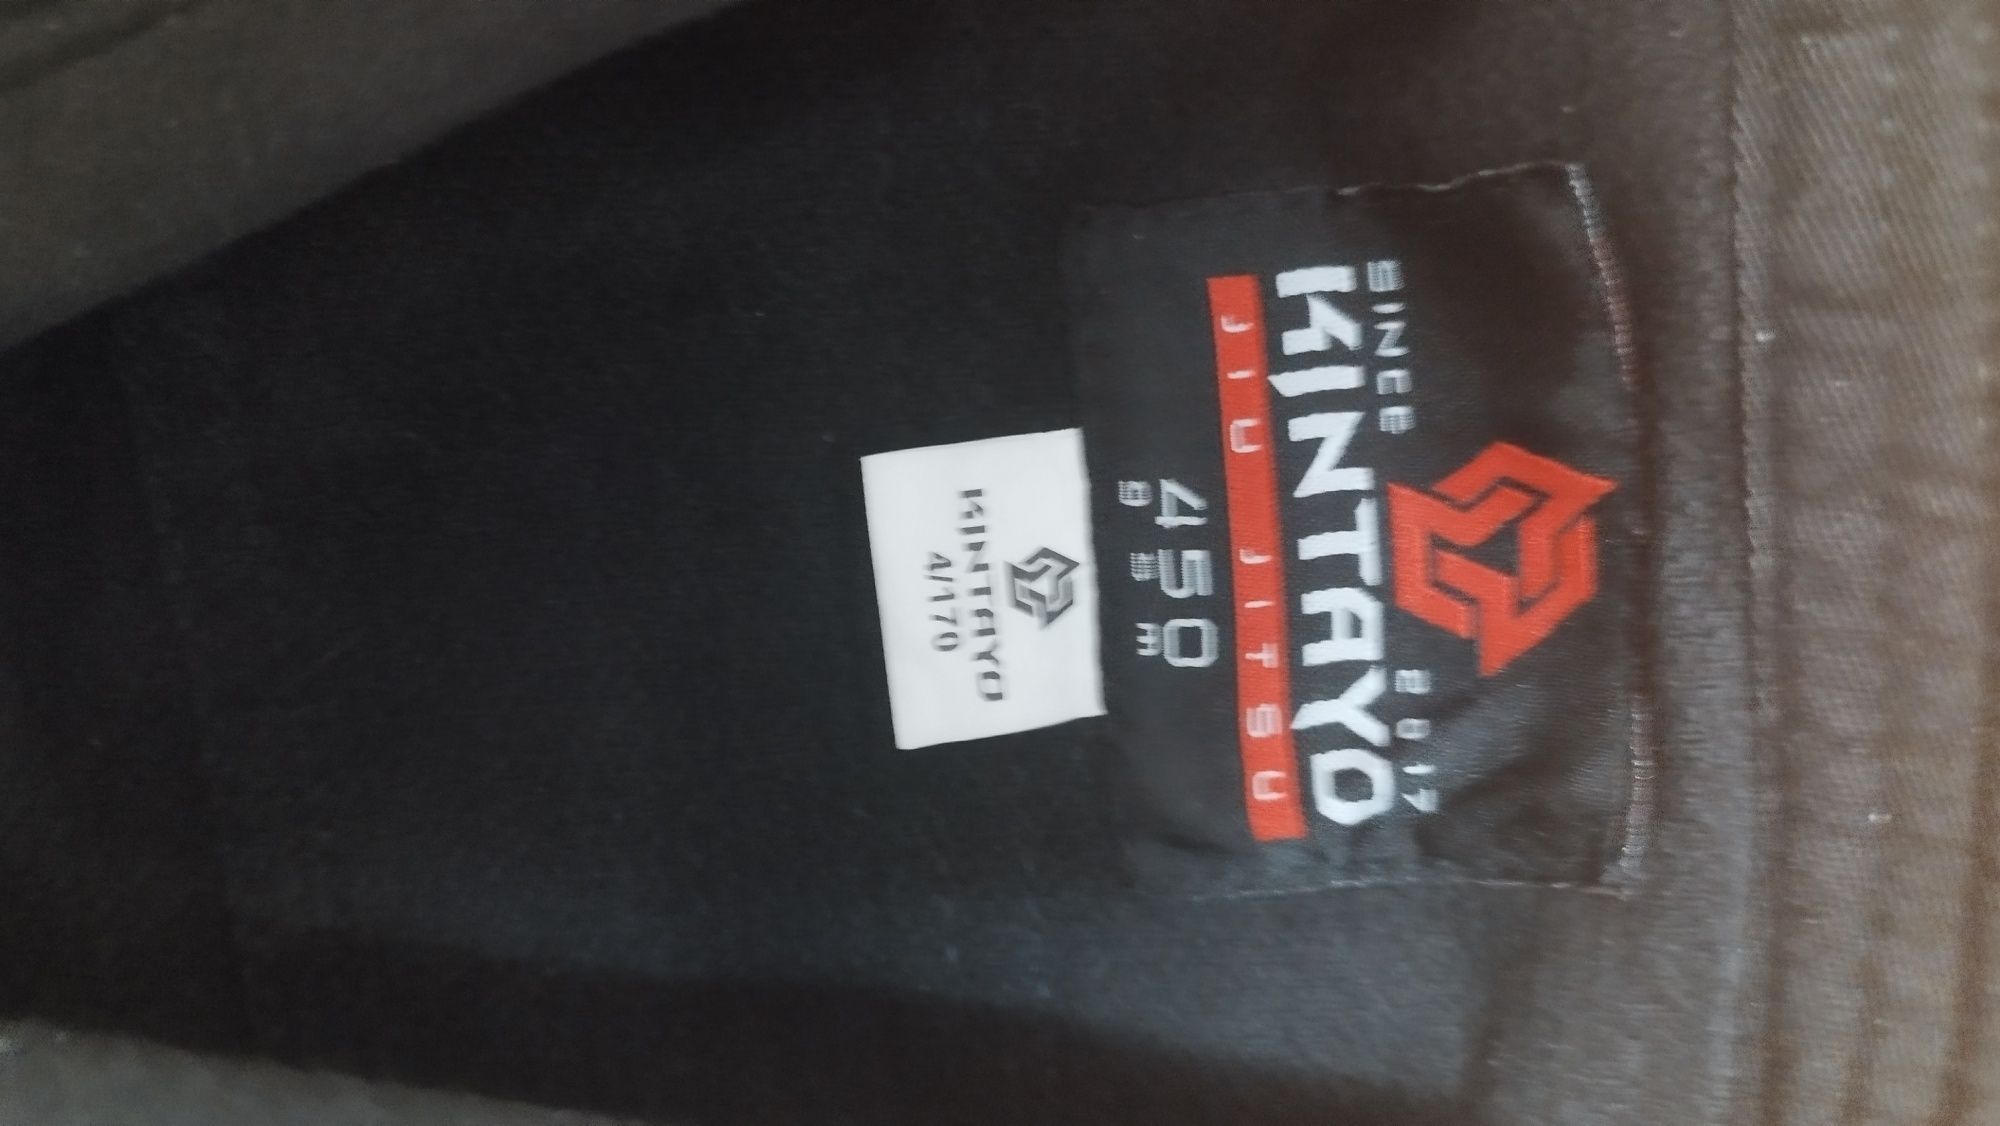 SINCE 2017
KINTAYO
JIU JITSU
450
GSM
KINTAYO
4/170